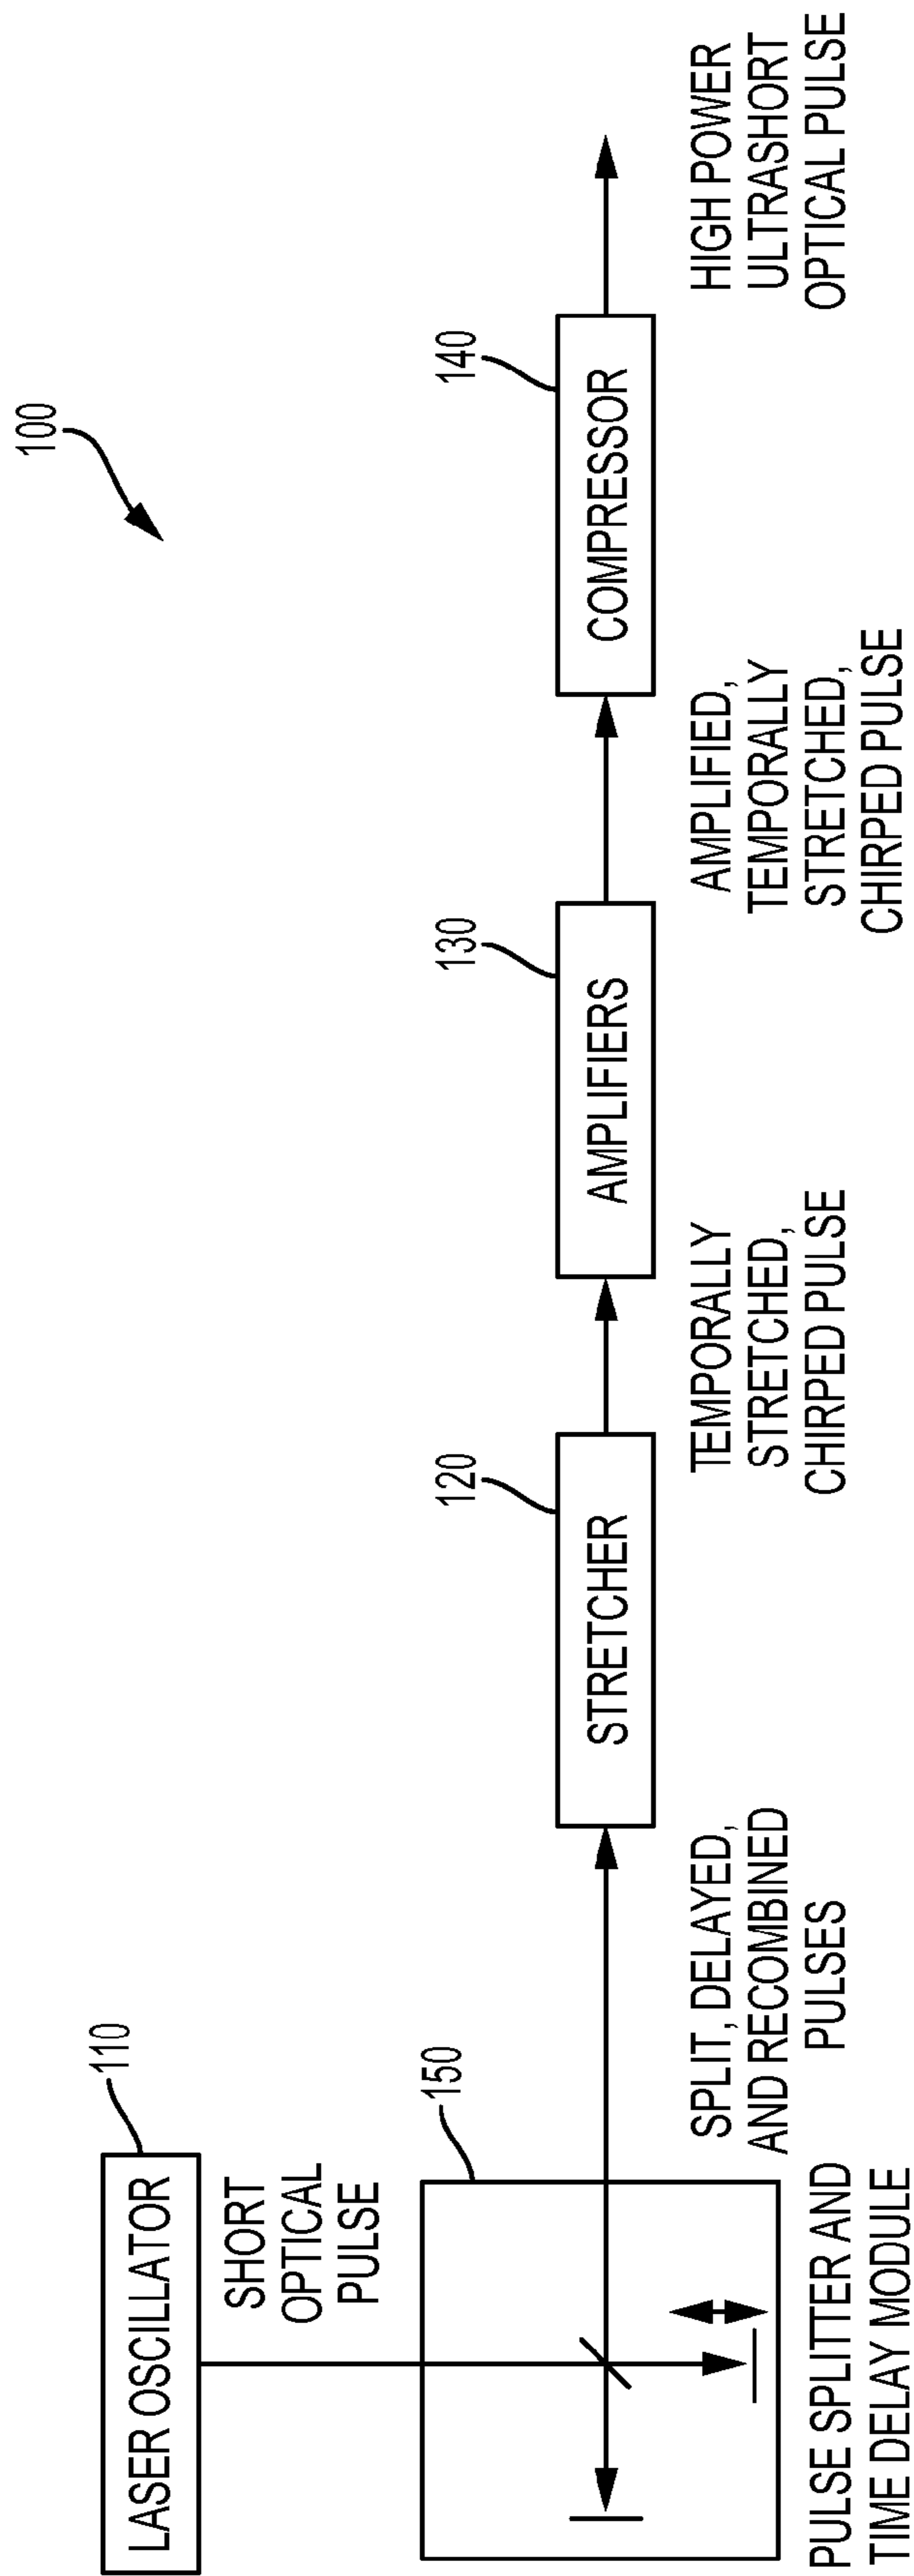 100
LASER OSCILLATOR
110
SHORT
OPTICAL
PULSE
150
PULSE SPLITTER AND
TIME DELAY MODULE
SPLIT, DELAYED,
AND RECOMBINED
PULSES
120
STRETCHER
TEMPORALLY
STRETCHED,
CHIRPED PULSE
130
AMPLIFIERS
AMPLIFIED,
TEMPORALLY
STRETCHED,
CHIRPED PULSE
140
COMPRESSOR
HIGH POWER
ULTRASHORT
OPTICAL PULSE